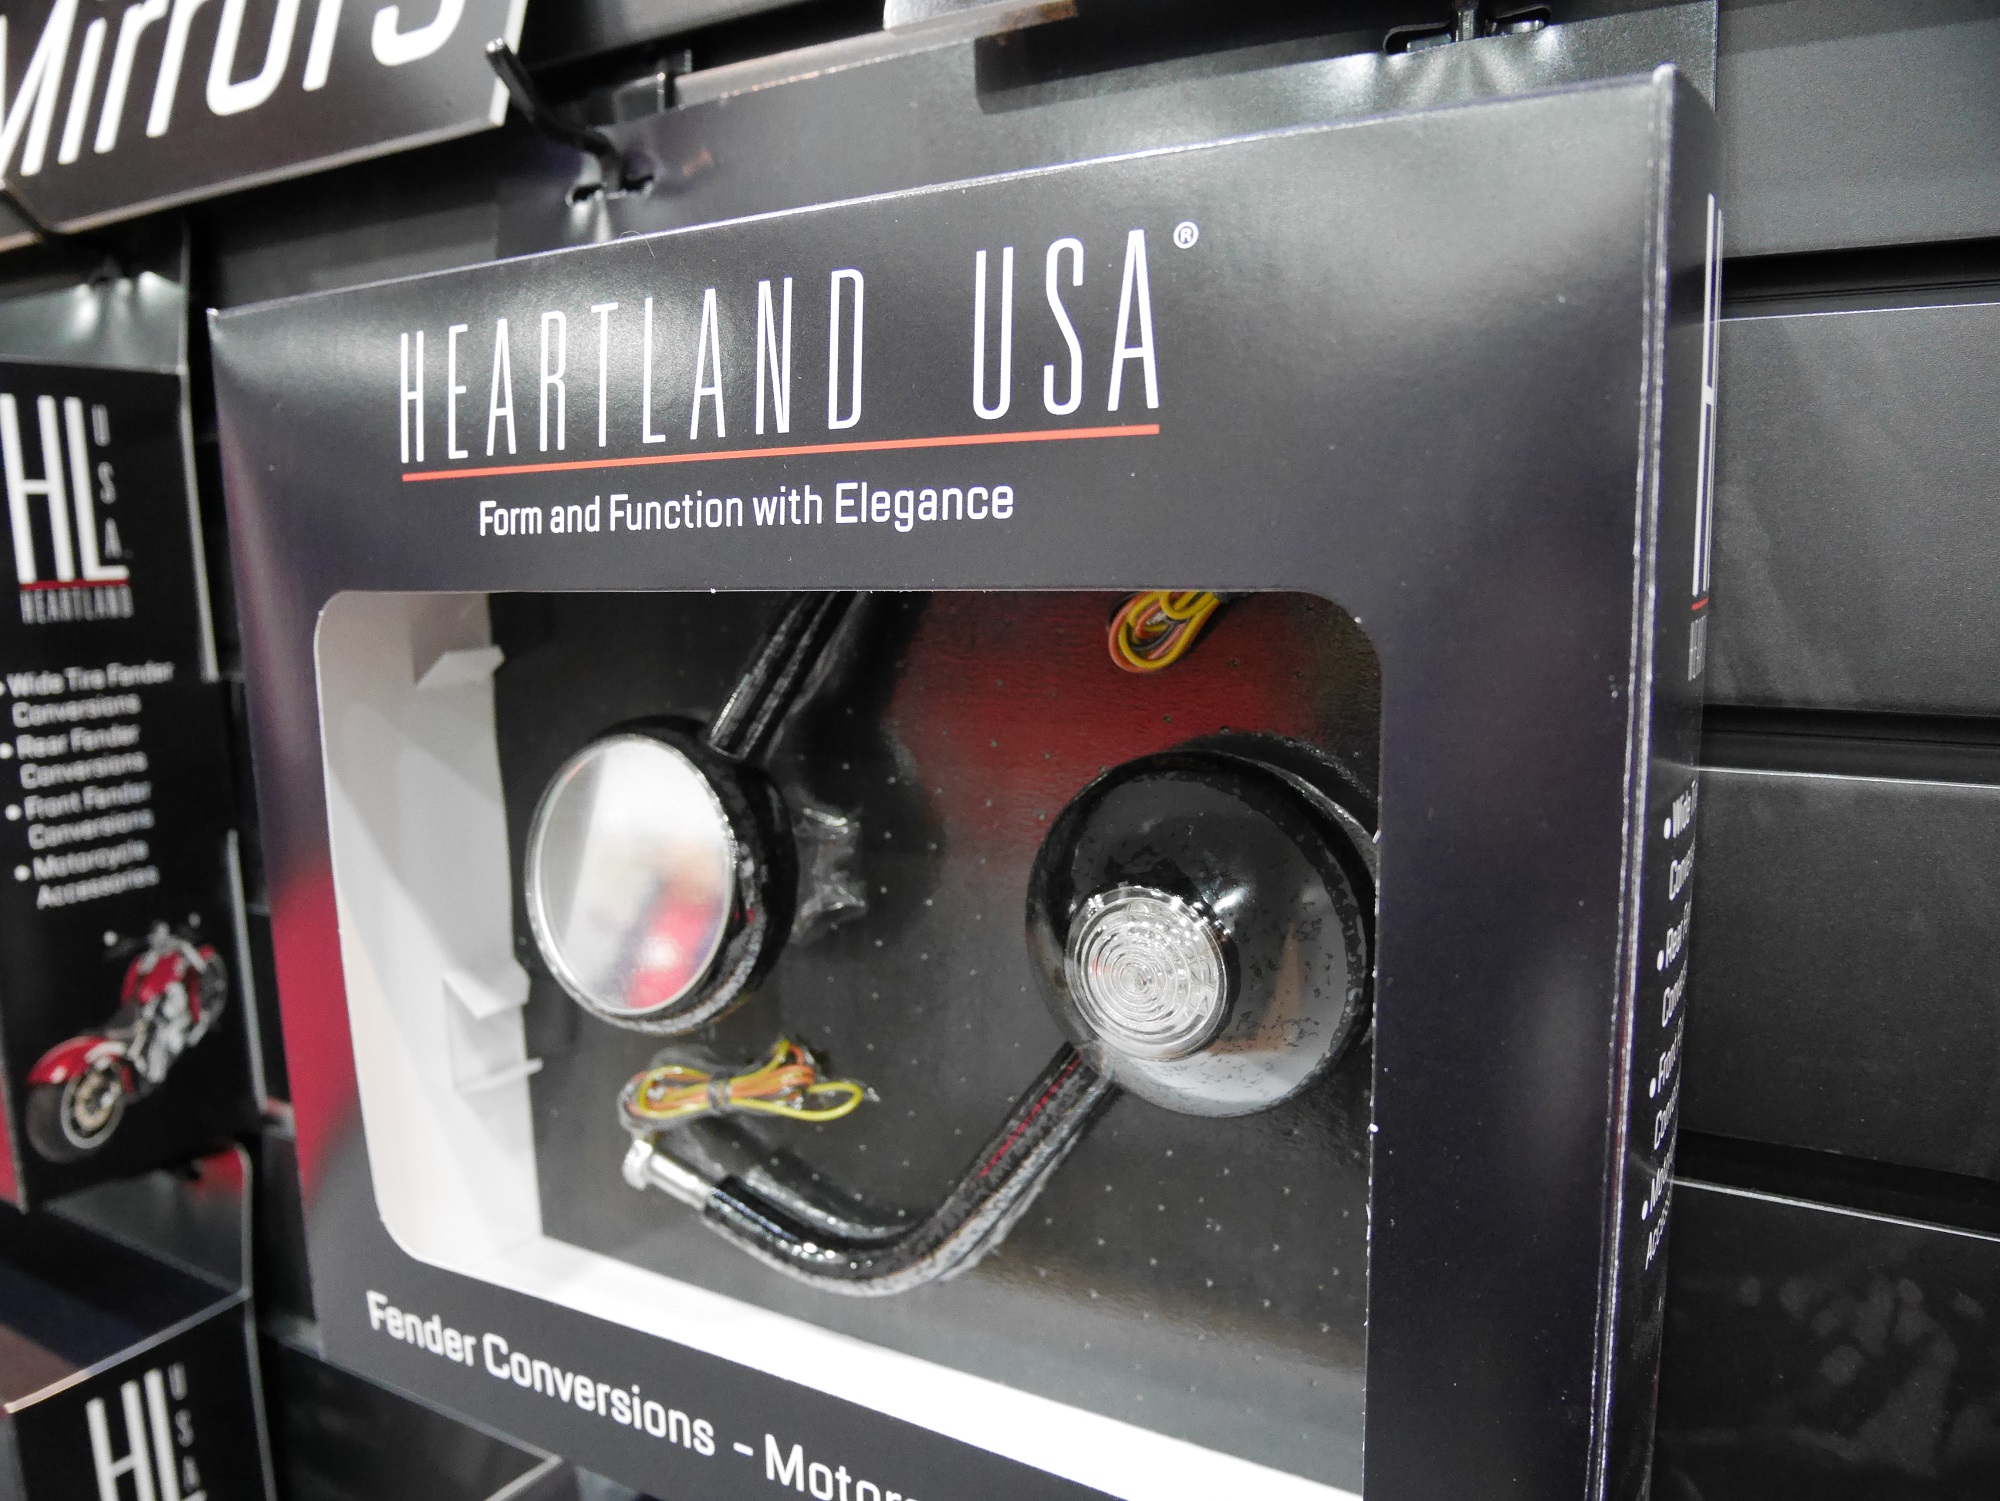 Mirrors
HEARTLAND USA®
Form and Function with Elegance
Fender Conversions - Motor
HL
USA
HEARTLAND
• Wide Tire Fender
Conversions
• Rear Fender
Conversions
• Front Fender
Conversions
• Motorcycle
Accessories
HL
USA